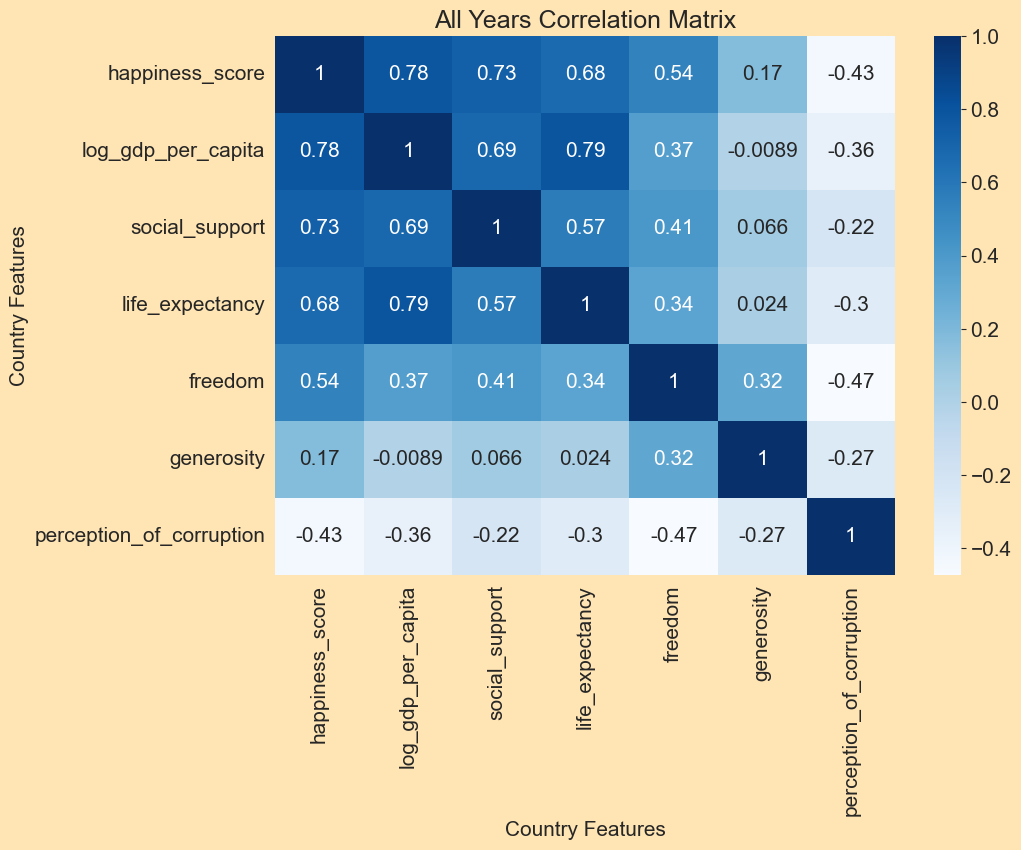 All Years Correlation Matrix
happiness_score 1 0.78 0.73 0.68 0.54 0.17 -0.43
log_gdp_per_capita 0.78 1 0.69 0.79 0.37 -0.0089 -0.36
social_support 0.73 0.69 1 0.57 0.41 0.066 -0.22
life_expectancy 0.68 0.79 0.57 1 0.34 0.024 -0.3
freedom 0.54 0.37 0.41 0.34 1 0.32 -0.47
generosity 0.17 -0.0089 0.066 0.024 0.32 1 -0.27
perception_of_corruption -0.43 -0.36 -0.22 -0.3 -0.47 -0.27 1
Country Features
happiness_score
log_gdp_per_capita
social_support
life_expectancy
freedom
generosity
perception_of_corruption
Country Features
1.0
0.8
0.6
0.4
0.2
0.0
−0.2
−0.4